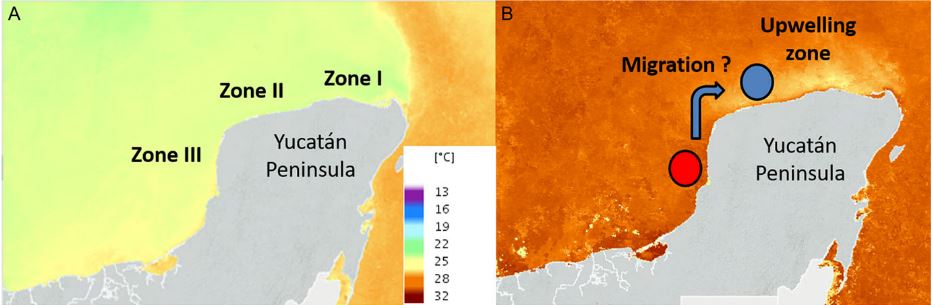 A
Zone I
Zone II
Zone III
Yucatán
Peninsula
[°C]
13
16
19
22
25
28
32
B
Upwelling
zone
Migration ?
Yucatán
Peninsula